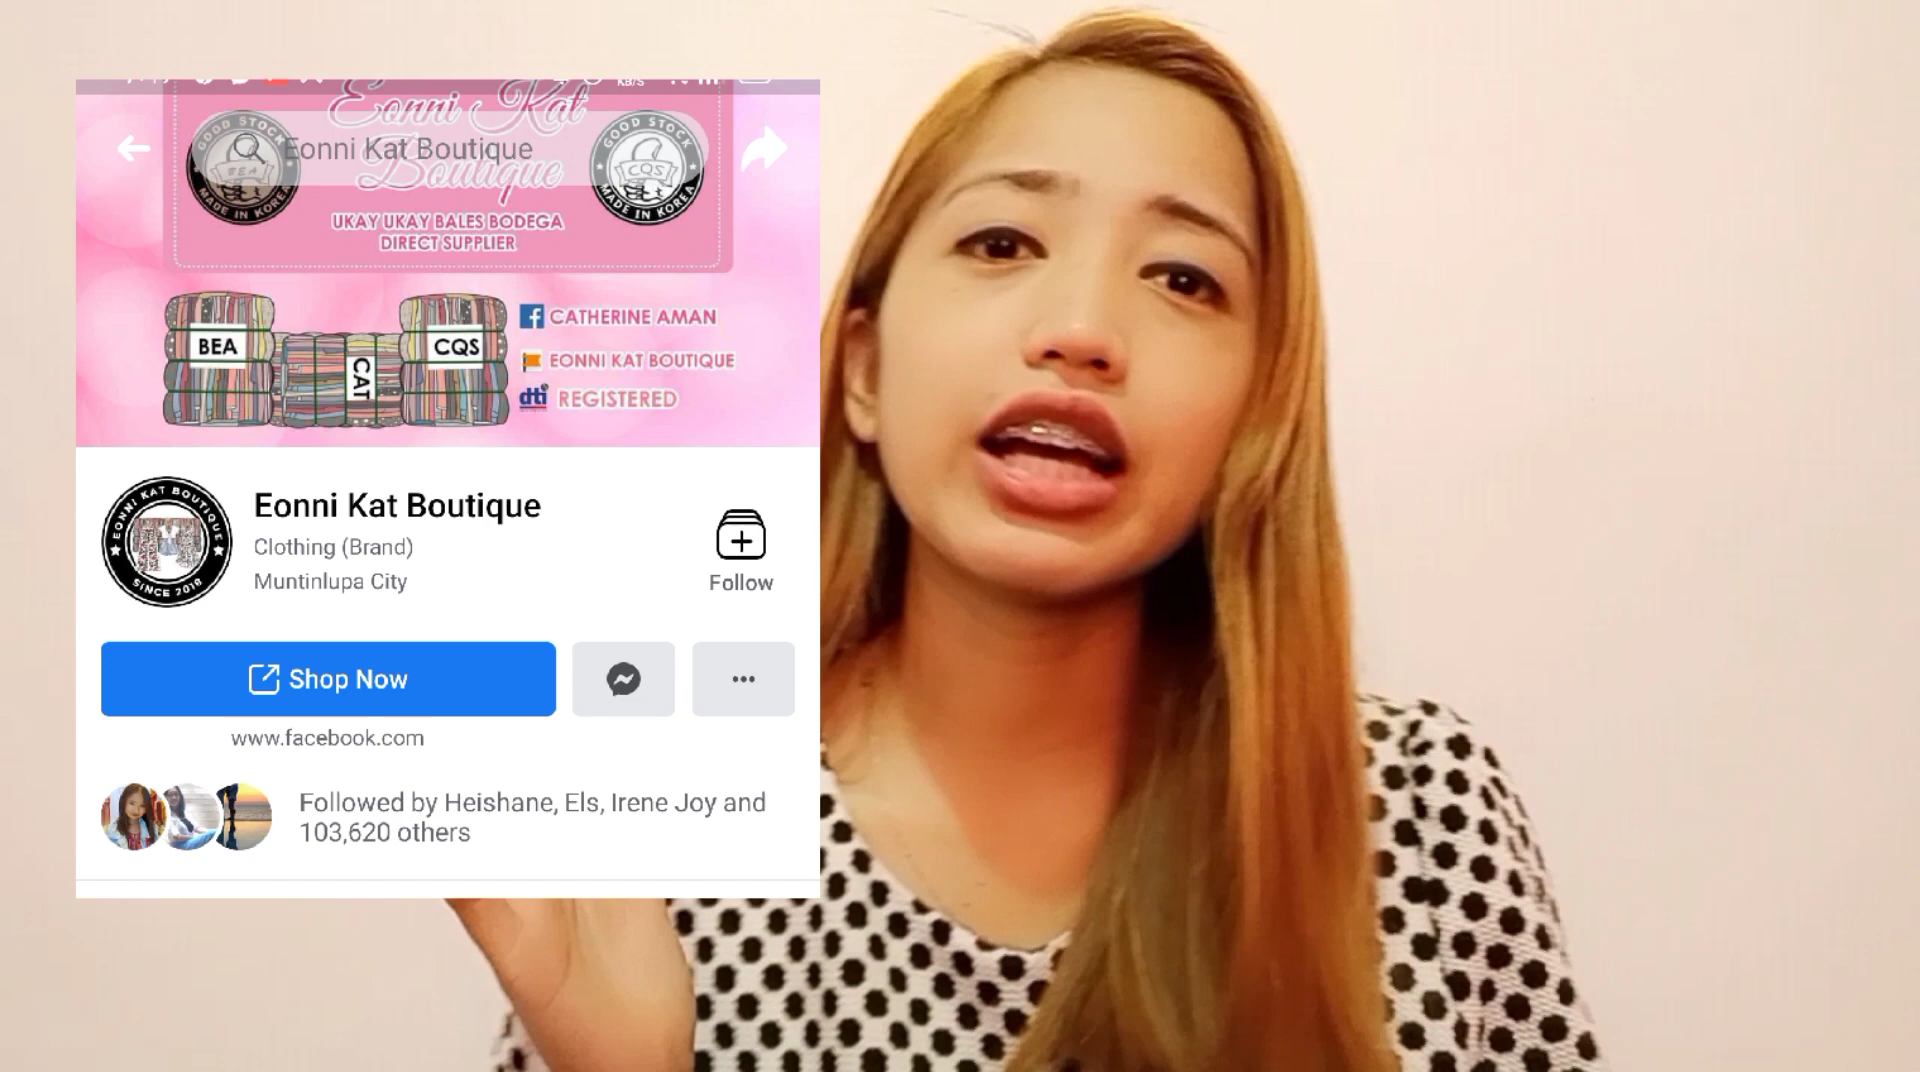 KB/S
Eonni Kat
Boutique
Eonni Kat Boutique
GOOD STOCK
BEA
MADE IN KOREA
GOOD STOCK
CQS
MADE IN KOREA
UKAY UKAY BALES BODEGA
DIRECT SUPPLIER
BEA
CAT
CQS
CATHERINE AMAN
EONNI KAT BOUTIQUE
dti REGISTERED
EONNI KAT BOUTIQUE
SINCE 2018
Eonni Kat Boutique
Clothing (Brand)
Muntinlupa City
Follow
Shop Now
www.facebook.com
Followed by Heishane, Els, Irene Joy and
103,620 others